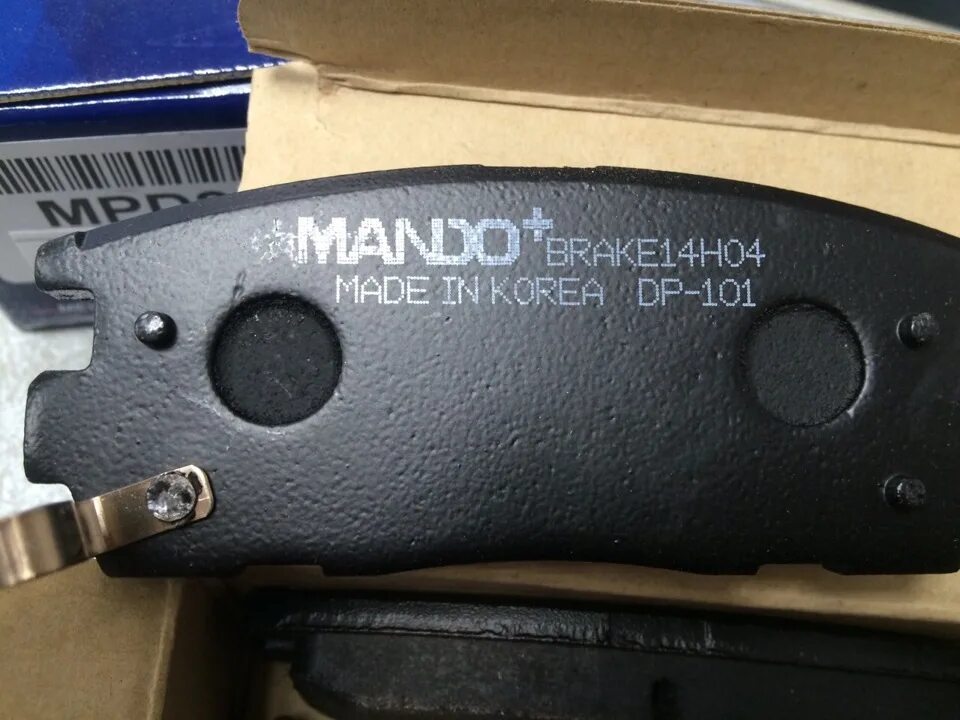 MPD
MANDO+ BRAKE14H04
MADE IN KOREA DP-101